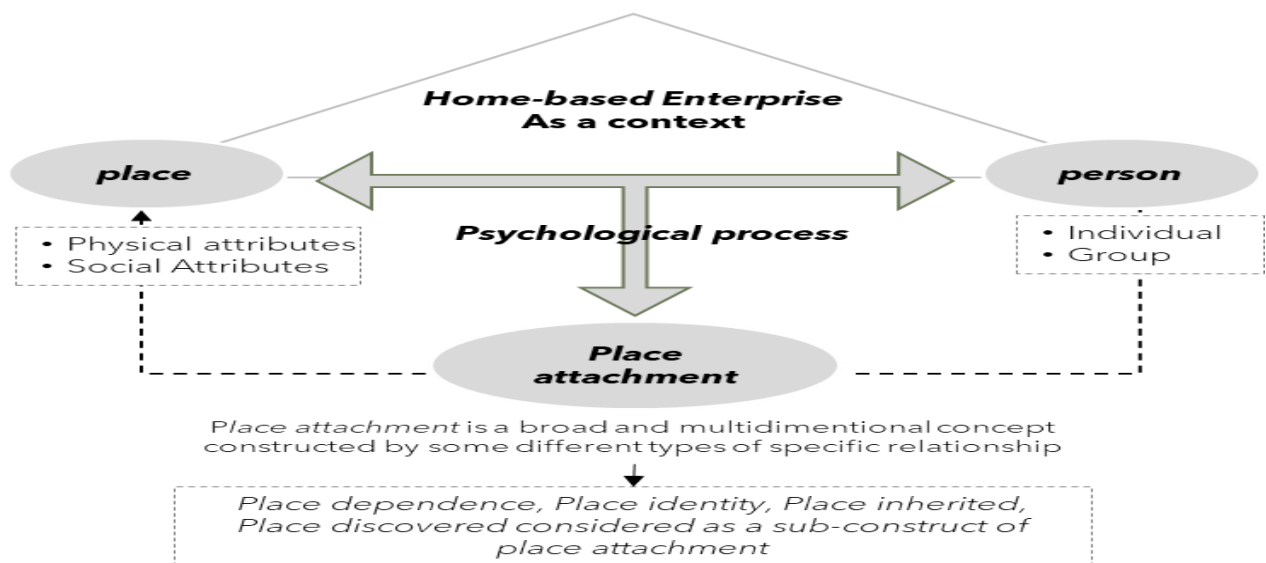 Home-based Enterprise
As a context
place
person
• Physical attributes
• Social Attributes
Psychological process
• Individual
• Group
Place
attachment
Place attachment is a broad and multidimentional concept
constructed by some different types of specific relationship
Place dependence, Place identity, Place inherited,
Place discovered considered as a sub-construct of
place attachment